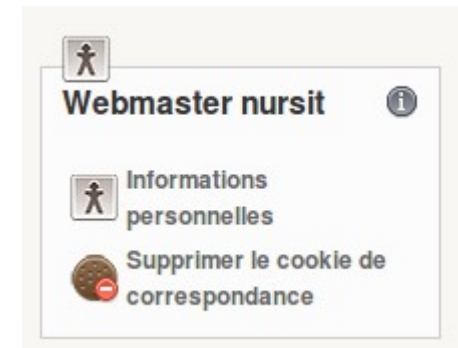 Webmaster nursit
Informations
personnelles
Supprimer le cookie de
correspondance